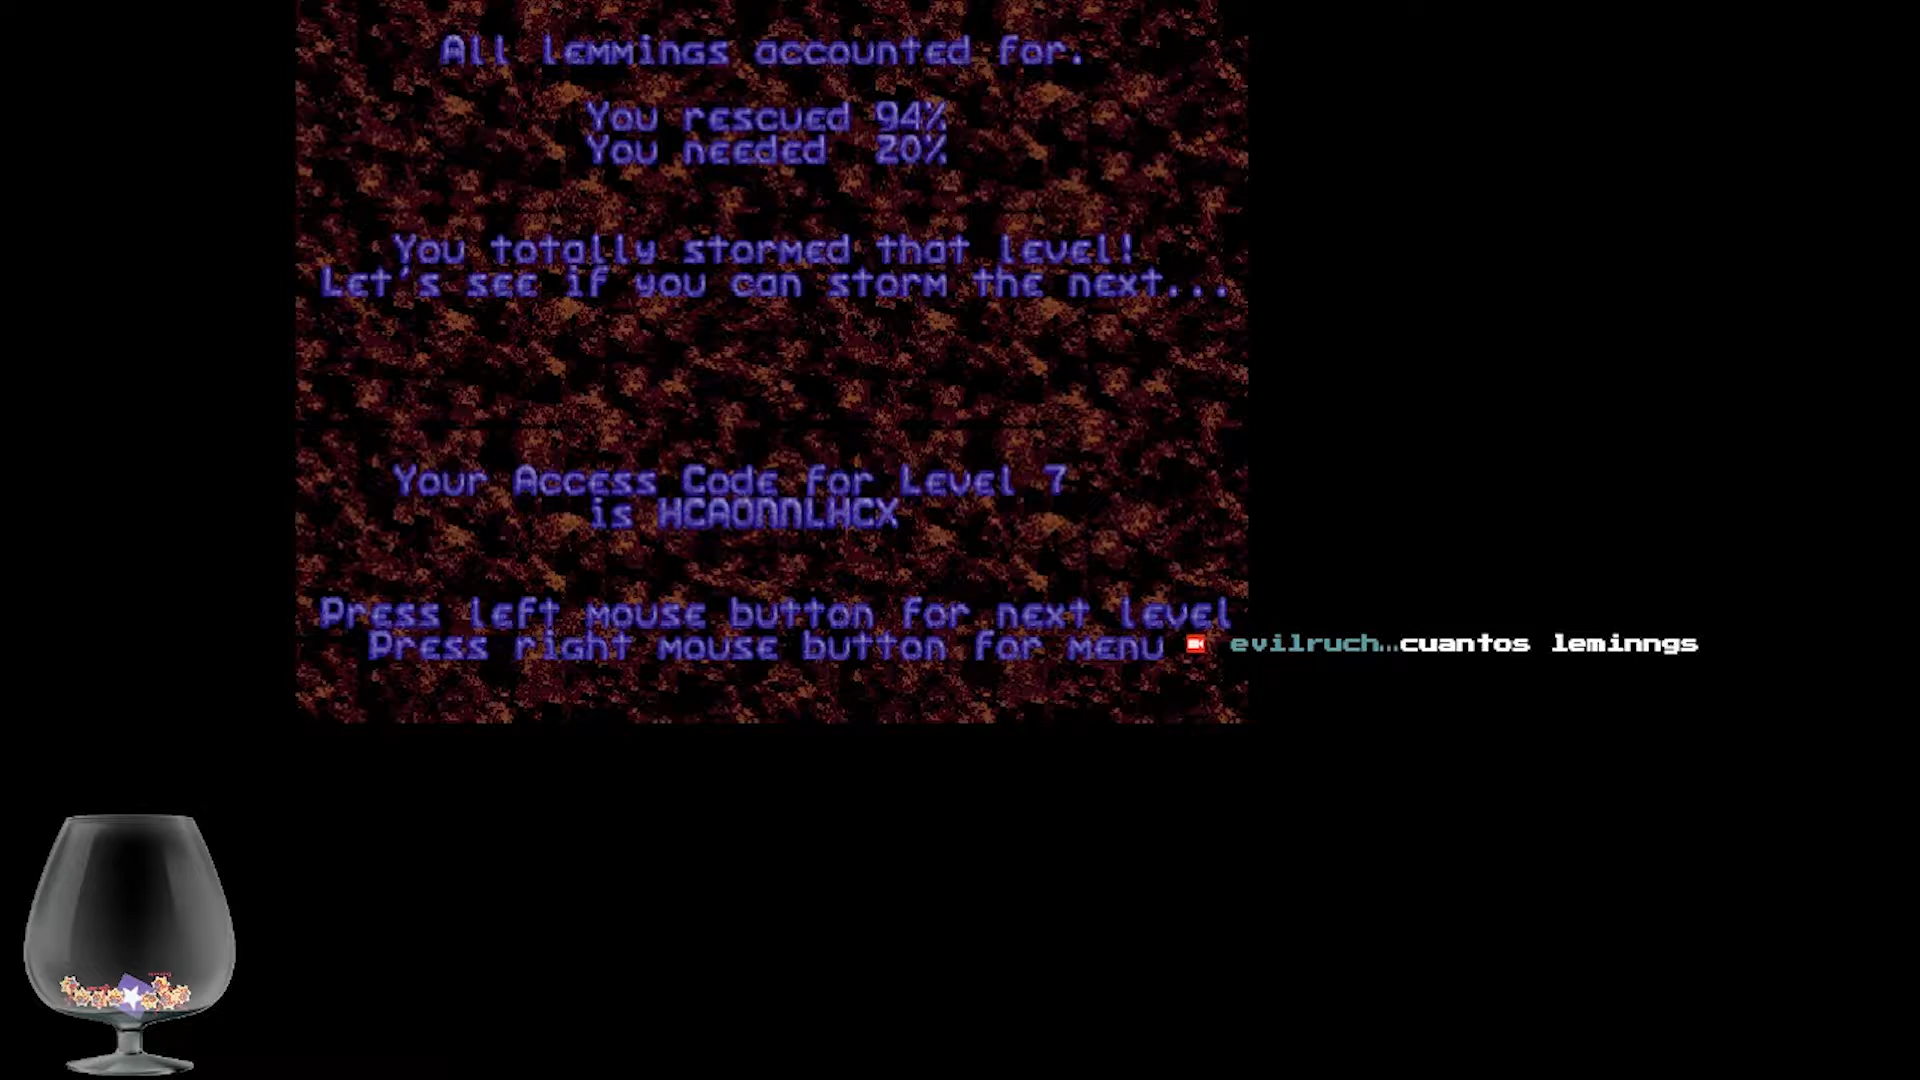 All lemmings accounted for.
You rescued 94%
You needed 20%
You totally stormed that level!
Let's see if you can storm the next...
Your Access Code for Level 7
is HCAONNLHCX
Press left mouse button for next level
Press right mouse button for menu
evilruch...cuantos leminngs